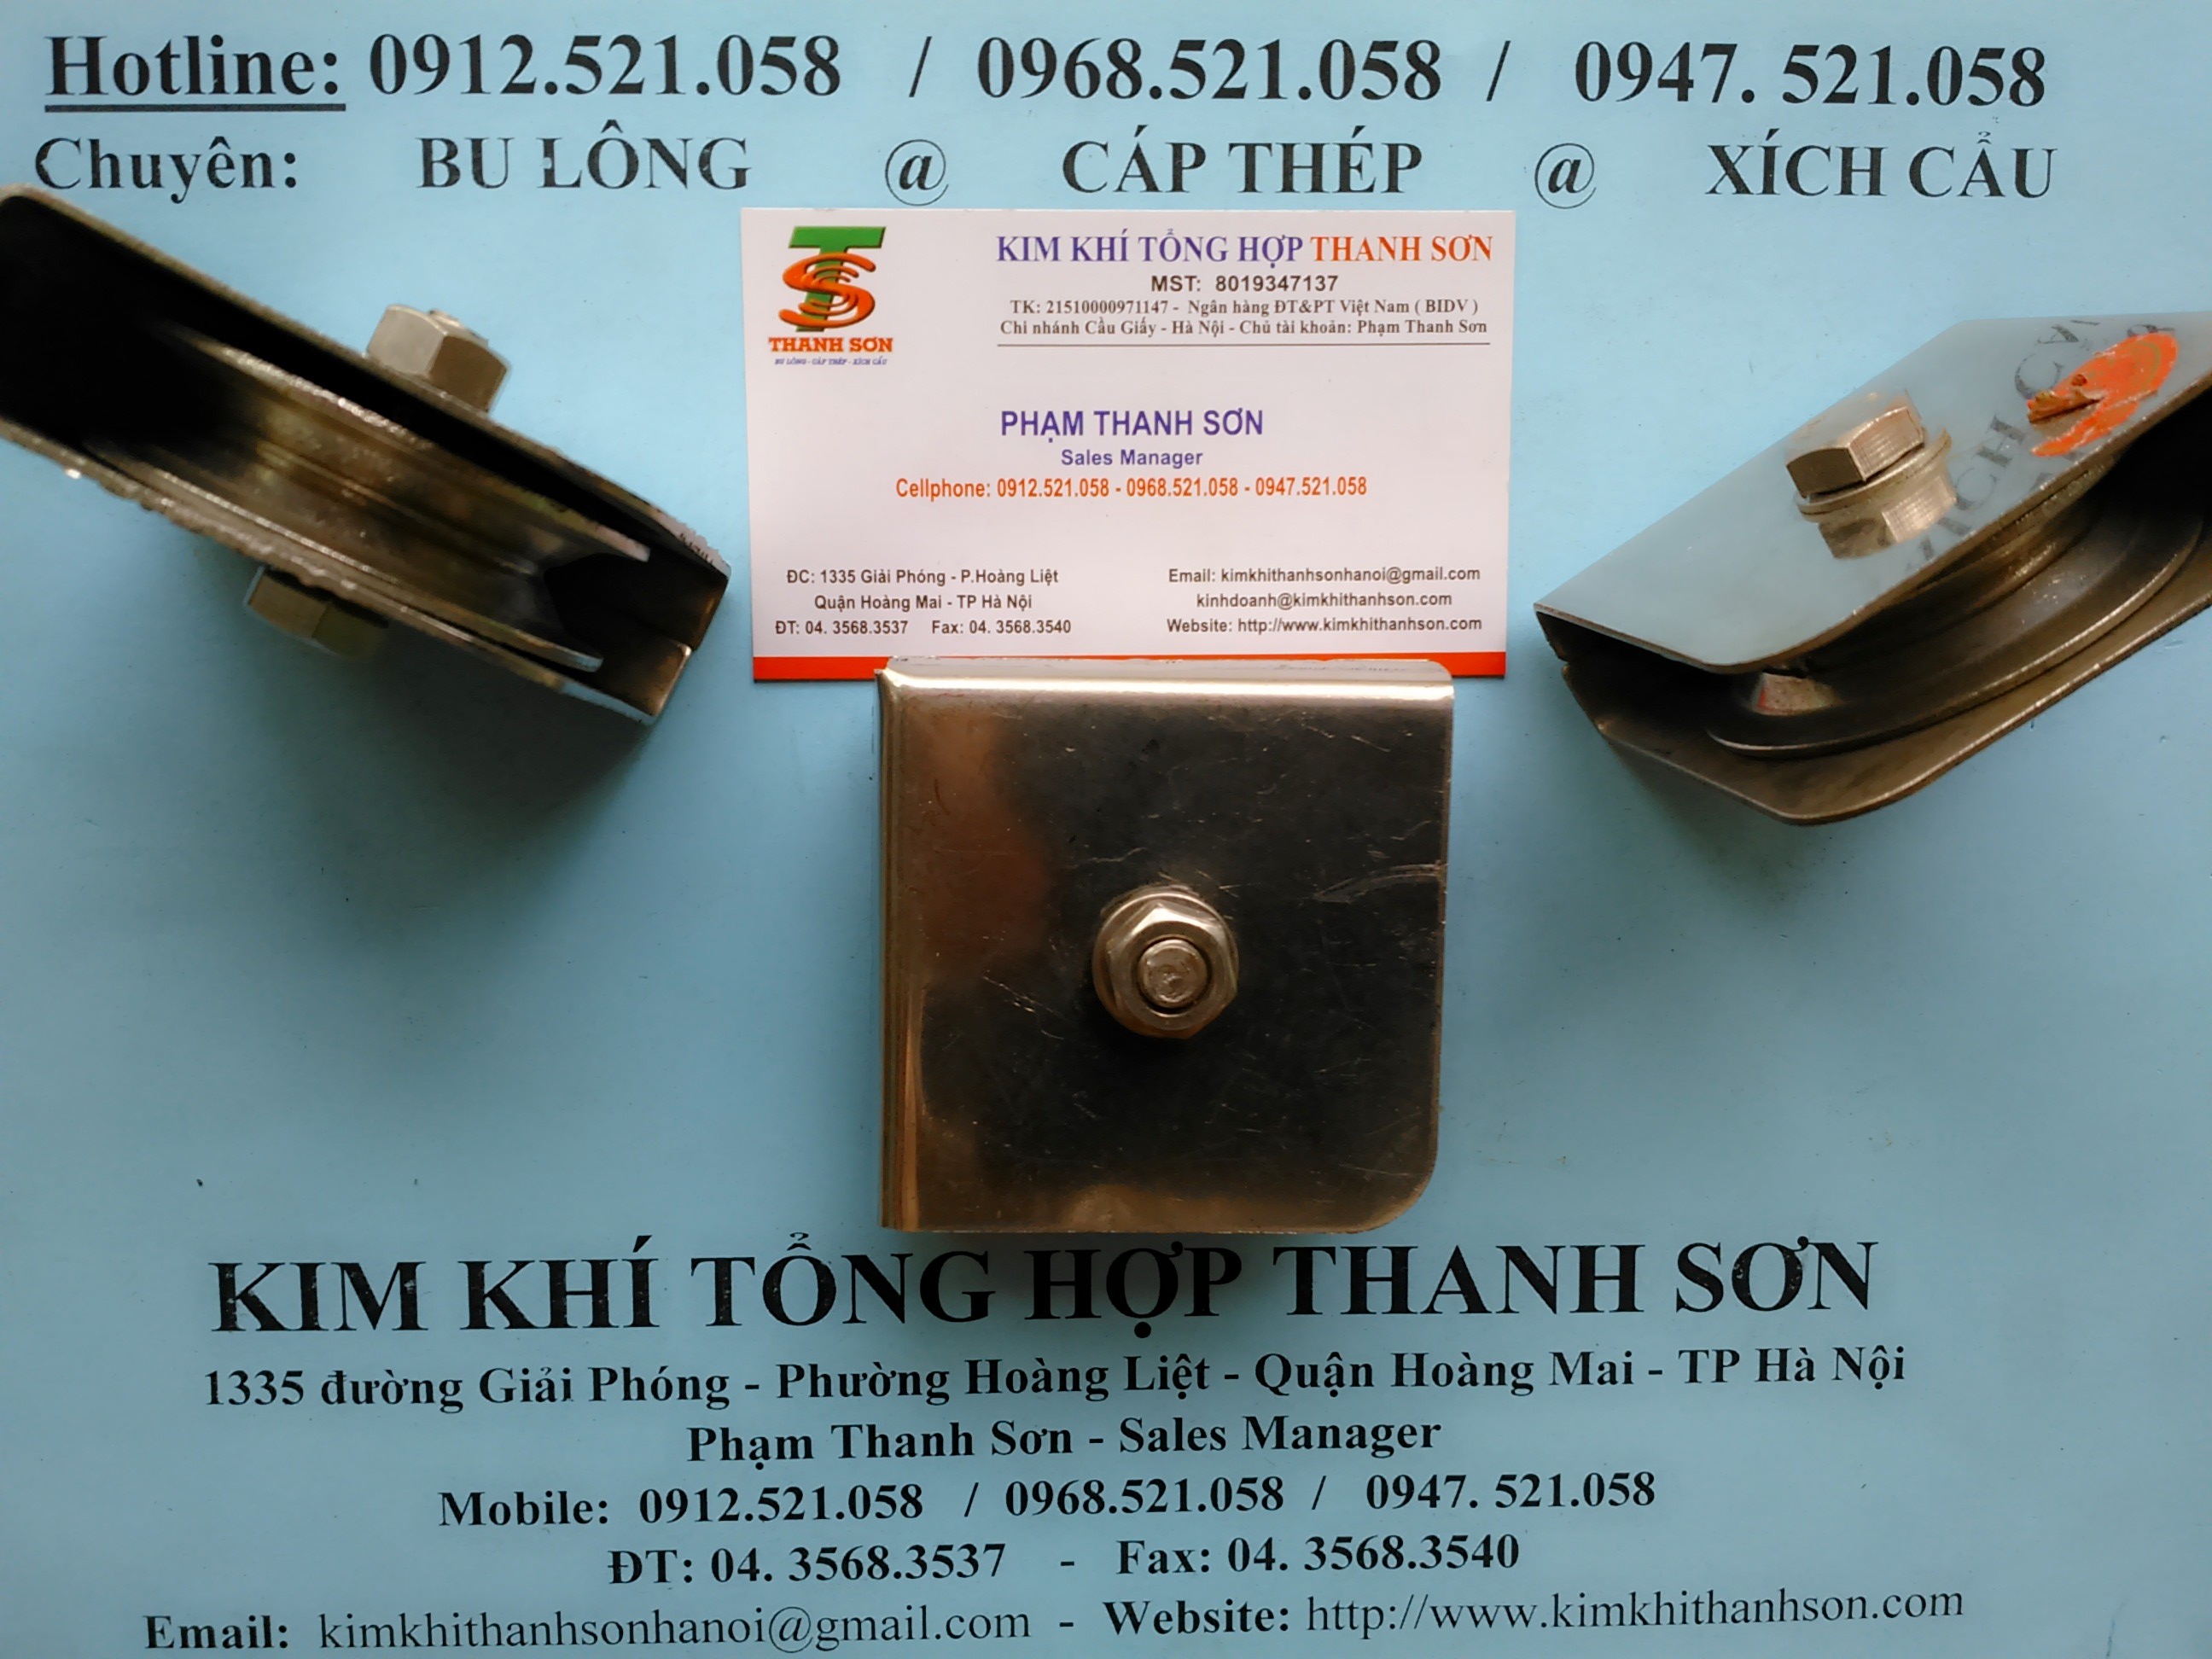 Hotline: 0912.521.058 / 0968.521.058 / 0947. 521.058
Chuyên: BU LÔNG @ CÁP THÉP @ XÍCH CẨU
TS
THANH SƠN
BU LÔNG - CÁP THÉP - XÍCH CẨU
KIM KHÍ TỔNG HỢP THANH SƠN
MST: 8019347137
TK: 21510000971147 - Ngân hàng ĐT&PT Việt Nam ( BIDV )
Chi nhánh Cầu Giấy - Hà Nội - Chủ tài khoản: Phạm Thanh Sơn
PHẠM THANH SƠN
Sales Manager
Cellphone: 0912.521.058 - 0968.521.058 - 0947.521.058
ĐC: 1335 Giải Phóng - P.Hoàng Liệt
Quận Hoàng Mai - TP Hà Nội
ĐT: 04. 3568.3537 Fax: 04. 3568.3540
Email: kimkhithanhsonhanoi@gmail.com
kinhdoanh@kimkhithanhson.com
Website: http://www.kimkhithanhson.com
KIM KHÍ TỔNG HỢP THANH SƠN
1335 đường Giải Phóng - Phường Hoàng Liệt - Quận Hoàng Mai - TP Hà Nội
Phạm Thanh Sơn - Sales Manager
Mobile: 0912.521.058 / 0968.521.058 / 0947. 521.058
ĐT: 04. 3568.3537 - Fax: 04. 3568.3540
Email: kimkhithanhsonhanoi@gmail.com - Website: http://www.kimkhithanhson.com